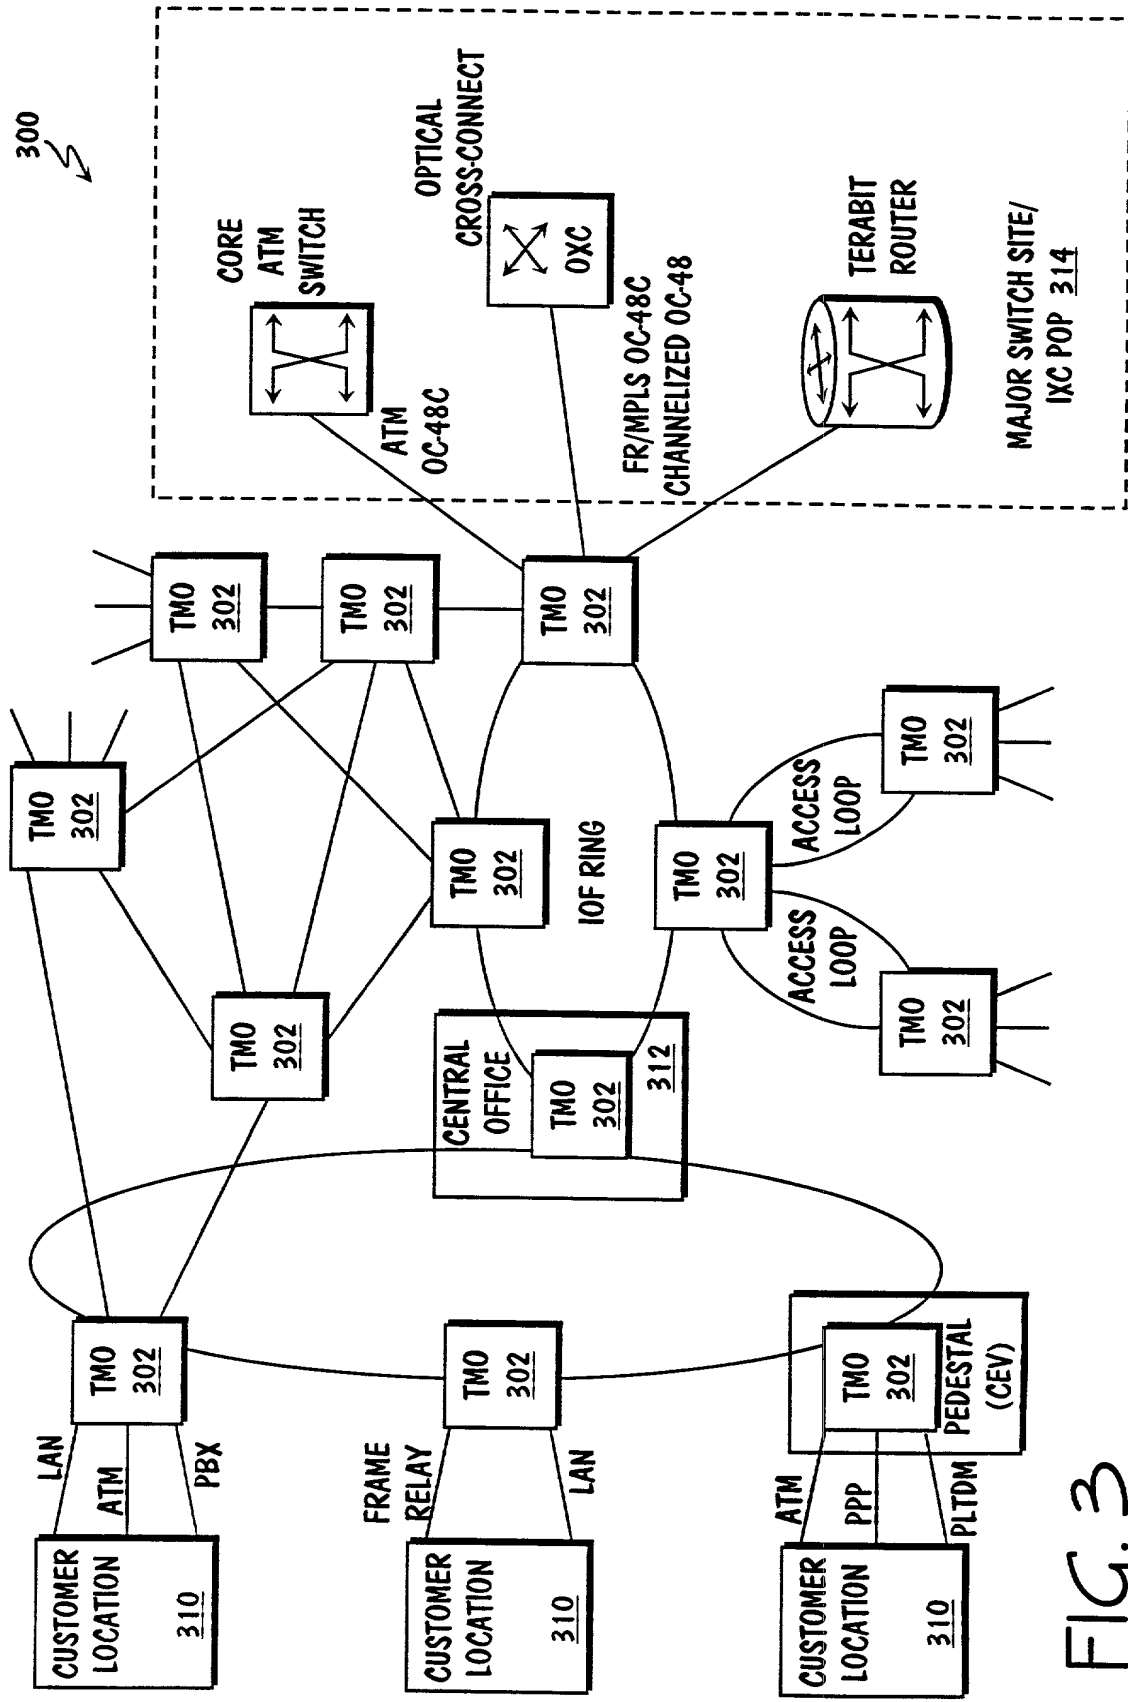 300
CUSTOMER
LOCATION
310
LAN
ATM
PBX
TMO
302
CUSTOMER
LOCATION
310
FRAME
RELAY
LAN
TMO
302
CUSTOMER
LOCATION
310
ATM
PPP
PLTDM
TMO
302
PEDESTAL
(CEV)
CENTRAL
OFFICE
TMO
302
312
TMO
302
TMO
302
TMO
302
TMO
302
TMO
302
IOF RING
TMO
302
TMO
302
ACCESS
LOOP
ACCESS
LOOP
TMO
302
TMO
302
CORE
ATM
SWITCH
ATM
OC-48C
OPTICAL
CROSS-CONNECT
OXC
FR/MPLS OC-48C
CHANNELIZED OC-48
TERABIT
ROUTER
MAJOR SWITCH SITE/
IXC POP 314
FIG. 3